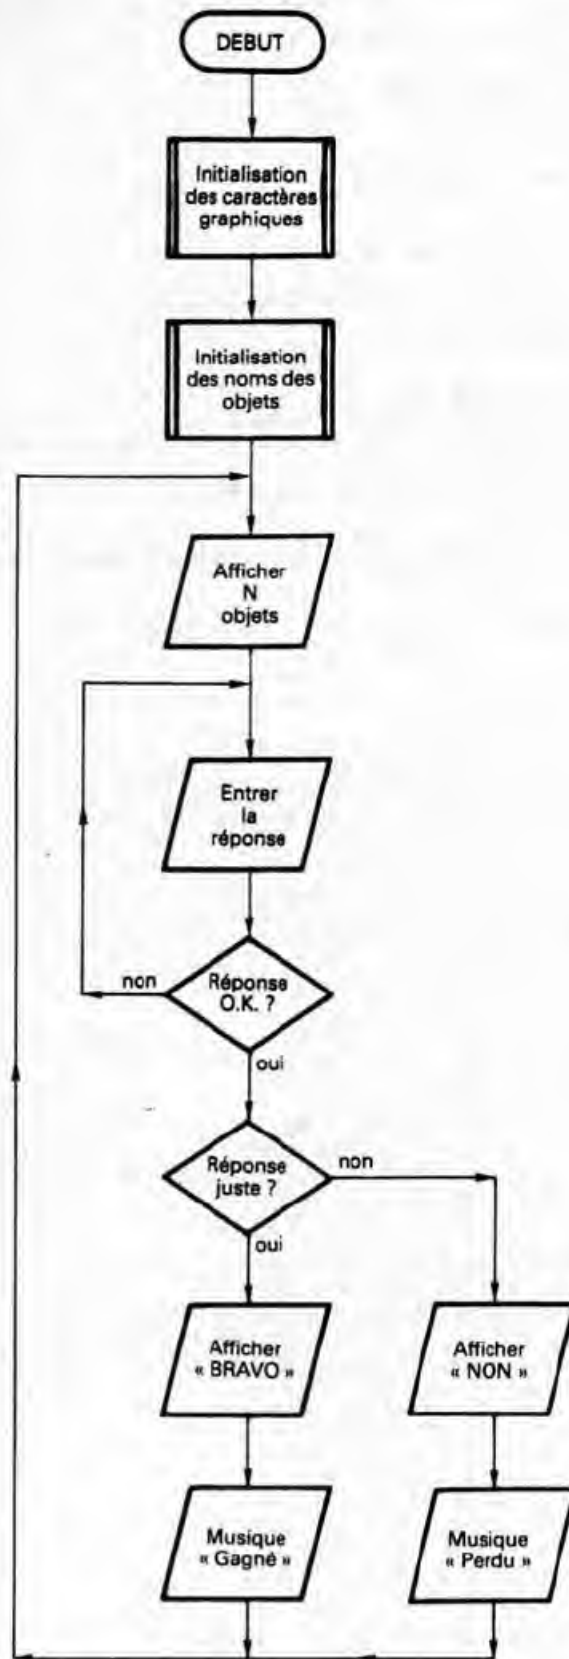 DEBUT
Initialisation
des caractères
graphiques
Initialisation
des noms des
objets
Afficher
N
objets
Entrer
la
réponse
non
Réponse
O.K. ?
oui
Réponse
juste ?
non
oui
Afficher
« BRAVO »
Afficher
« NON »
Musique
« Gagné »
Musique
« Perdu »